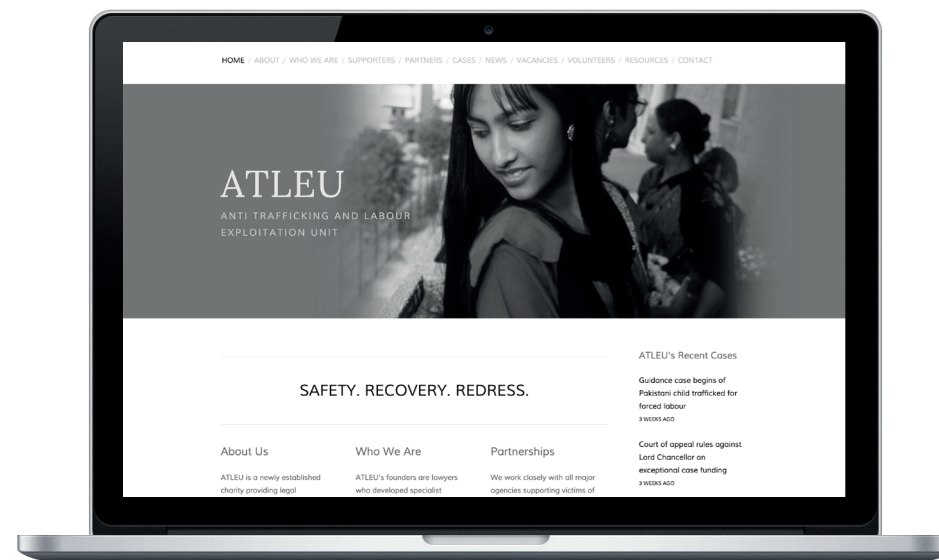 HOME / ABOUT / WHO WE ARE / SUPPORTERS / PARTNERS / CASES / NEWS / VACANCIES / VOLUNTEERS / RESOURCES / CONTACT
ATLEU
ANTI TRAFFICKING AND LABOUR
EXPLOITATION UNIT
SAFETY. RECOVERY. REDRESS.
About Us
ATLEU is a newly established
charity providing legal
Who We Are
ATLEU's founders are lawyers
who developed specialist
Partnerships
We work closely with all major
agencies supporting victims of
ATLEU's Recent Cases
Guidance case begins of
Pakistani child trafficked for
forced labour
3 WEEKS AGO
Court of appeal rules against
Lord Chancellor on
exceptional case funding
3 WEEKS AGO